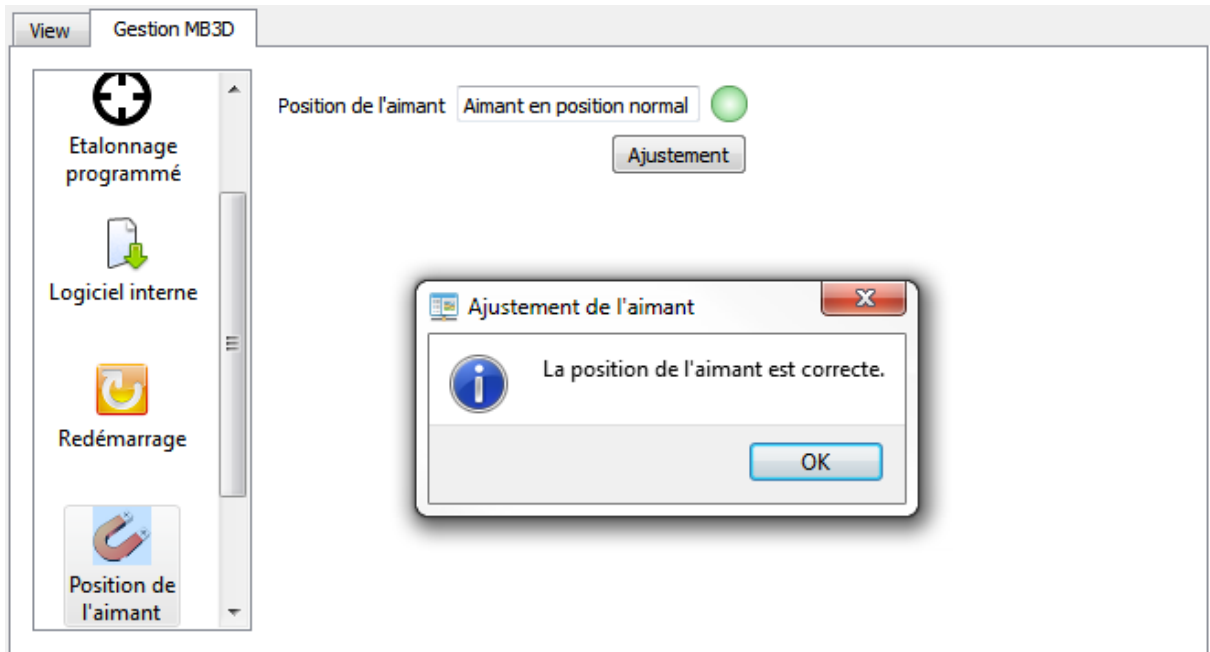 View
Gestion MB3D
Etalonnage
programmé
Logiciel interne
Redémarrage
Position de
l'aimant
Position de l'aimant
Aimant en position normal
Ajustement
Ajustement de l'aimant
La position de l'aimant est correcte.
OK